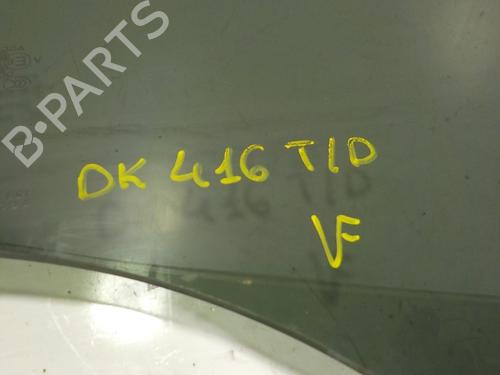 B-PARTS
DK 416 TID
VF